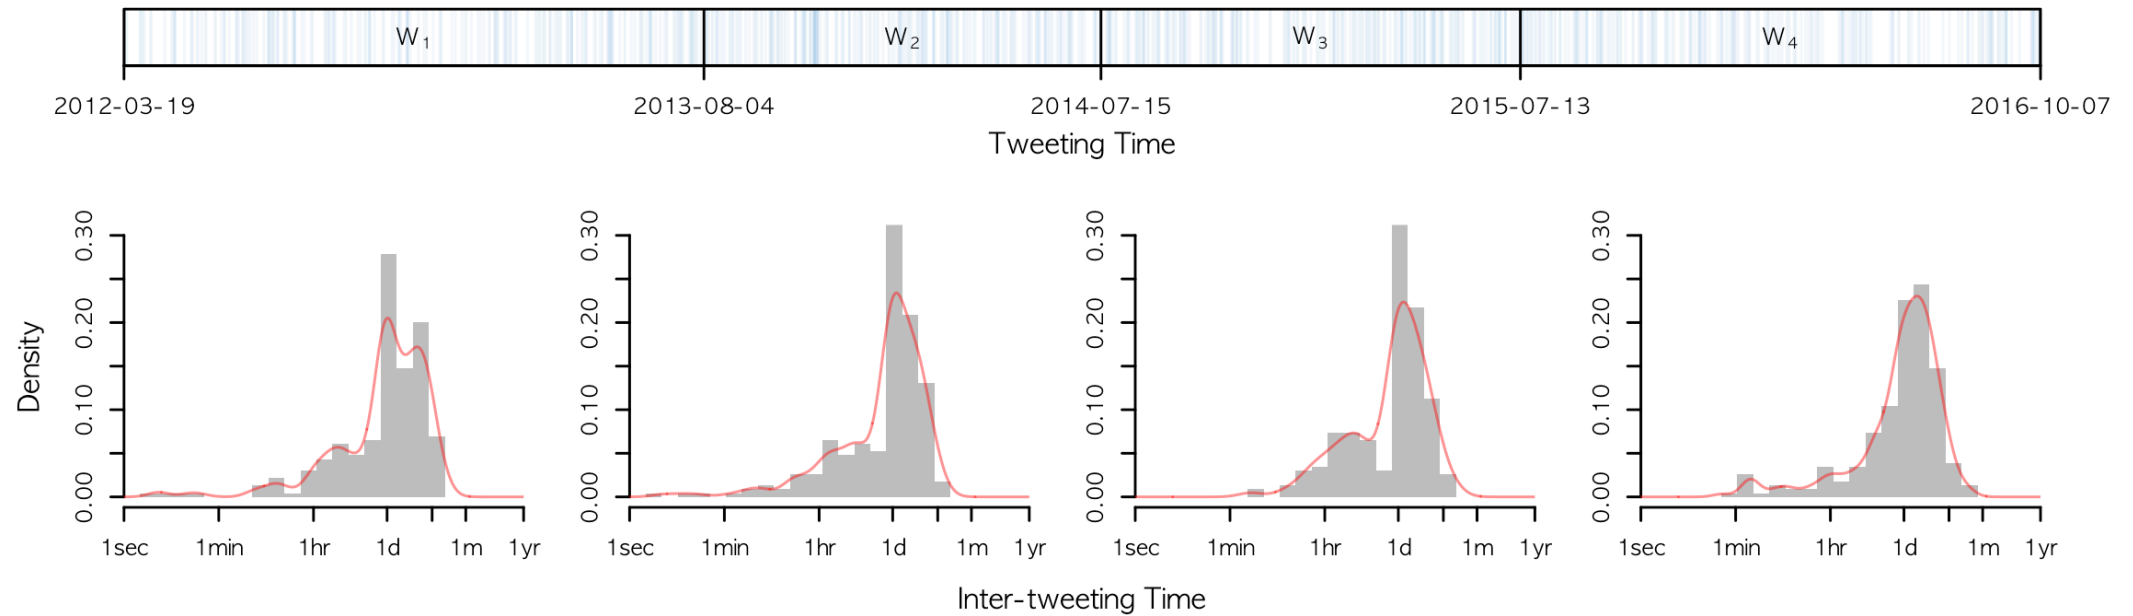 W1 W2 W3 W4
2012-03-19 2013-08-04 2014-07-15 2015-07-13 2016-10-07
Tweeting Time
Density
0.00 0.10 0.20 0.30
0.00 0.10 0.20 0.30
0.00 0.10 0.20 0.30
0.00 0.10 0.20 0.30
1sec 1min 1hr 1d 1m 1yr
1sec 1min 1hr 1d 1m 1yr
1sec 1min 1hr 1d 1m 1yr
1sec 1min 1hr 1d 1m 1yr
Inter-tweeting Time